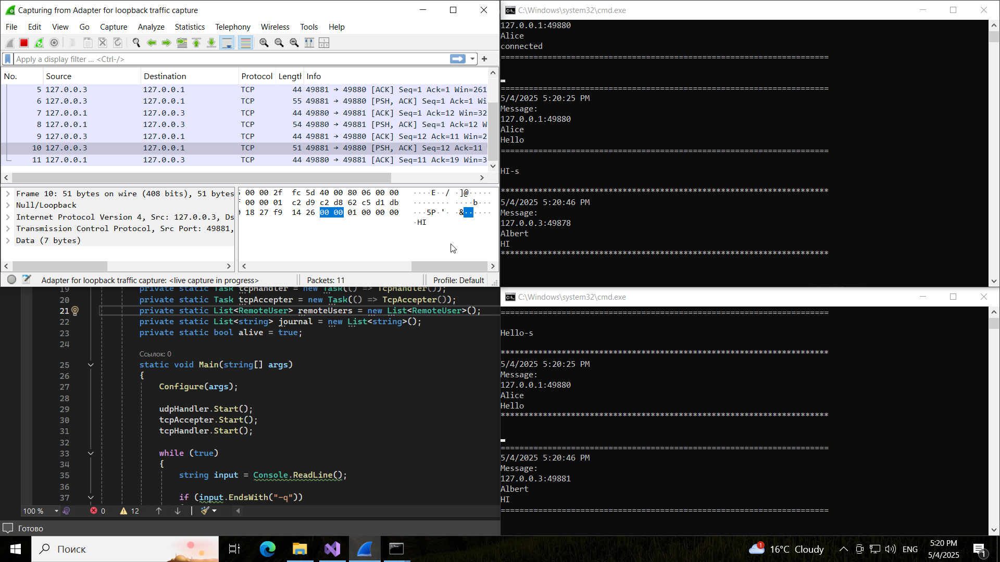 Capturing from Adapter for loopback traffic capture
File Edit View Go Capture Analyze Statistics Telephony Wireless Tools Help
Apply a display filter ... <Ctrl-/>
No. Source Destination Protocol Length Info
5 127.0.0.3 127.0.0.1 TCP 44 49881 → 49880 [ACK] Seq=1 Ack=1 Win=261
6 127.0.0.3 127.0.0.1 TCP 55 49881 → 49880 [PSH, ACK] Seq=1 Ack=1 Wi
7 127.0.0.1 127.0.0.3 TCP 44 49880 → 49881 [ACK] Seq=1 Ack=12 Win=32
8 127.0.0.1 127.0.0.3 TCP 54 49880 → 49881 [PSH, ACK] Seq=1 Ack=12 W
9 127.0.0.3 127.0.0.1 TCP 44 49881 → 49880 [ACK] Seq=12 Ack=11 Win=2
10 127.0.0.3 127.0.0.1 TCP 51 49881 → 49880 [PSH, ACK] Seq=12 Ack=11
11 127.0.0.1 127.0.0.3 TCP 44 49880 → 49881 [ACK] Seq=11 Ack=19 Win=3
Frame 10: 51 bytes on wire (408 bits), 51 bytes
Null/Loopback
Internet Protocol Version 4, Src: 127.0.0.3, Ds
Transmission Control Protocol, Src Port: 49881,
Data (7 bytes)
00 00 2f fc 5d 40 00 80 06 00 00 ····E··/ ·]@·····
00 00 01 c2 d9 c2 d8 62 c5 d1 db ········· ····b···
18 27 f9 14 26 00 00 01 00 00 00 ···5P·'· ·&······
·HI
Adapter for loopback traffic capture: <live capture in progress>
Packets: 11
Profile: Default
19 private static Task tcpHandler = new Task(() => TcpHandler());
20 private static Task tcpAccepter = new Task(() => TcpAccepter());
21 private static List<RemoteUser> remoteUsers = new List<RemoteUser>();
22 private static List<string> journal = new List<string>();
23 private static bool alive = true;
24
Ссылок: 0
25 static void Main(string[] args)
26 {
27 Configure(args);
28
29 udpHandler.Start();
30 tcpAccepter.Start();
31 tcpHandler.Start();
32
33 while (true)
34 {
35 string input = Console.ReadLine();
36
37 if (input.EndsWith("-q"))
100 % 0 12
Готово
C:\Windows\system32\cmd.exe
127.0.0.1:49880
Alice
connected
======================================================================
======================================================================
5/4/2025 5:20:25 PM
Message:
127.0.0.1:49880
Alice
Hello
======================================================================
HI-s
**********************************************************************
5/4/2025 5:20:46 PM
Message:
127.0.0.3:49878
Albert
HI
**********************************************************************
C:\Windows\system32\cmd.exe
======================================================================
Hello-s
**********************************************************************
5/4/2025 5:20:25 PM
Message:
127.0.0.1:49880
Alice
Hello
**********************************************************************
======================================================================
5/4/2025 5:20:46 PM
Message:
127.0.0.3:49881
Albert
HI
======================================================================
Поиск
1
16°C Cloudy
ENG
5:20 PM
5/4/2025
1